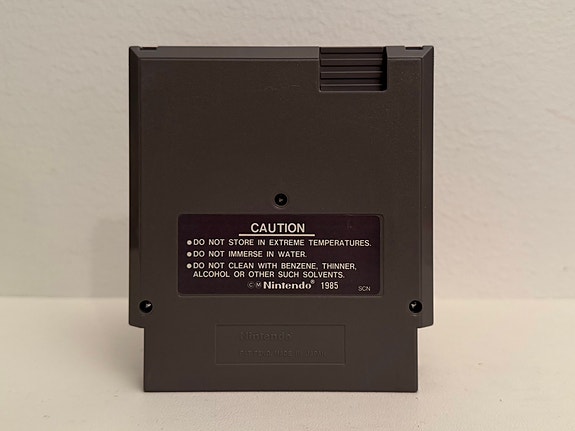 CAUTION
●DO NOT STORE IN EXTREME TEMPERATURES.
●DO NOT IMMERSE IN WATER.
●DO NOT CLEAN WITH BENZENE, THINNER,
ALCOHOL OR OTHER SUCH SOLVENTS.
©Ⓜ Nintendo® 1985
SCN
Nintendo